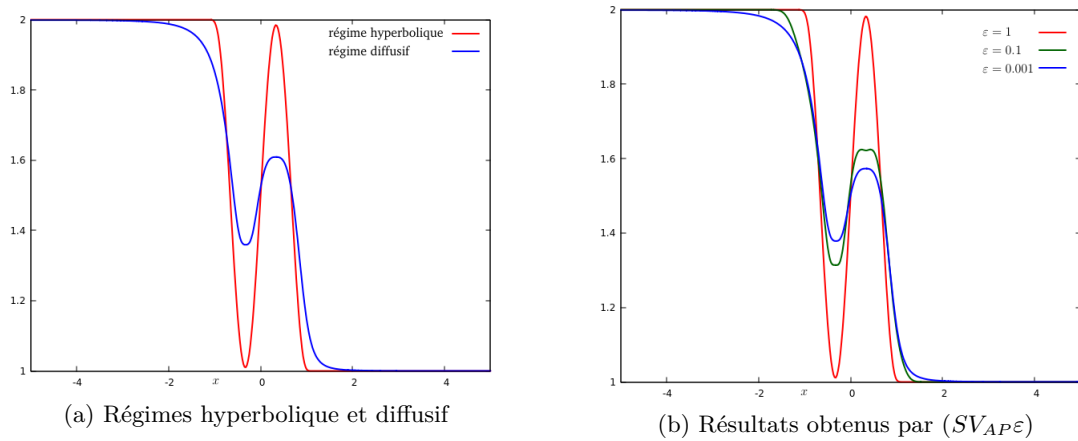 2
régime hyperbolique
régime diffusif
1.8
1.6
1.4
1.2
1
-4
-2
x
0
2
4
(a) Régimes hyperbolique et diffusif
2
ε = 1
ε = 0.1
ε = 0.001
1.8
1.6
1.4
1.2
1
-4
-2
x
0
2
4
(b) Résultats obtenus par (SV_{AP}ε)